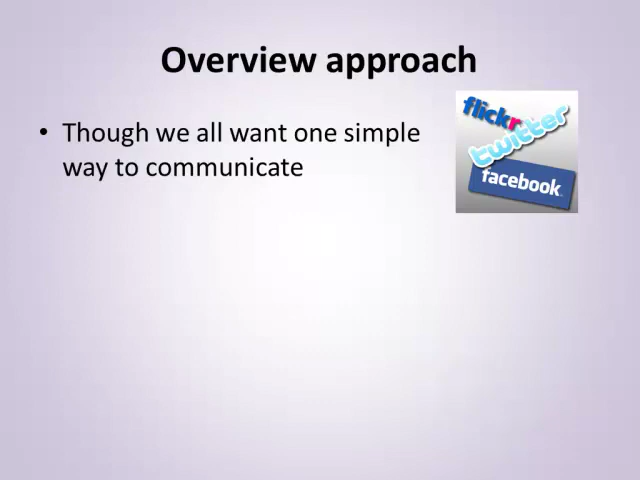 Overview approach
• Though we all want one simple
way to communicate
flickr
twitter
facebook